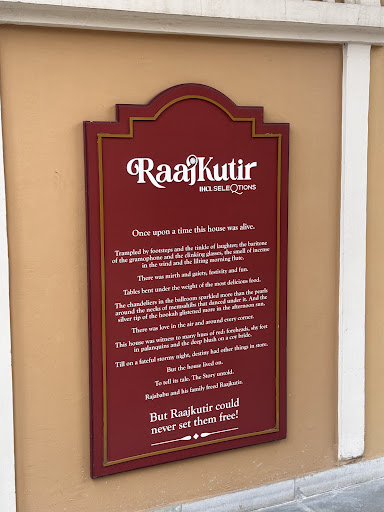 RaajKutir
IHCL SELEQTIONS
Once upon a time this house was alive.
Trampled by footsteps and the tinkle of laughter; the baritone
of the gramophone and the clinking glasses, the smell of incense
in the wind and the lilting morning flute.
There was mirth and gaiety, festivity and fun.
Tables bent under the weight of the most delicious food.
The chandeliers in the ballroom sparkled more than the pearls
around the necks of memsahibs that danced under it. And the
silver tip of the hookah glistened more in the afternoon sun.
There was love in the air and around every corner.
This house was witness to many hues of red; foreheads, shy feet
in palanquins and the deep blush on a coy bride.
Till on a fateful stormy night, destiny had other things in store.
But the house lived on.
To tell its tale. The Story untold.
Rajababu and his family freed Raajkutir.
But Raajkutir could
never set them free!